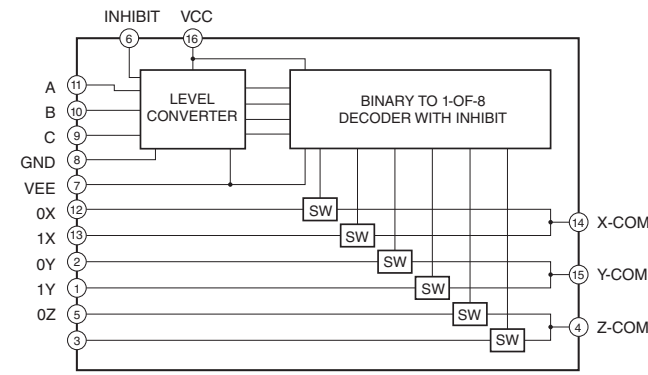 INHIBIT VCC
6 16
LEVEL
CONVERTER
BINARY TO 1-OF-8
DECODER WITH INHIBIT
A 11
B 10
C 9
GND 8
VEE 7
0X 12 SW
14 X-COM
1X 13 SW
0Y 2 SW
15 Y-COM
1Y 1 SW
0Z 5 SW
4 Z-COM
3 SW